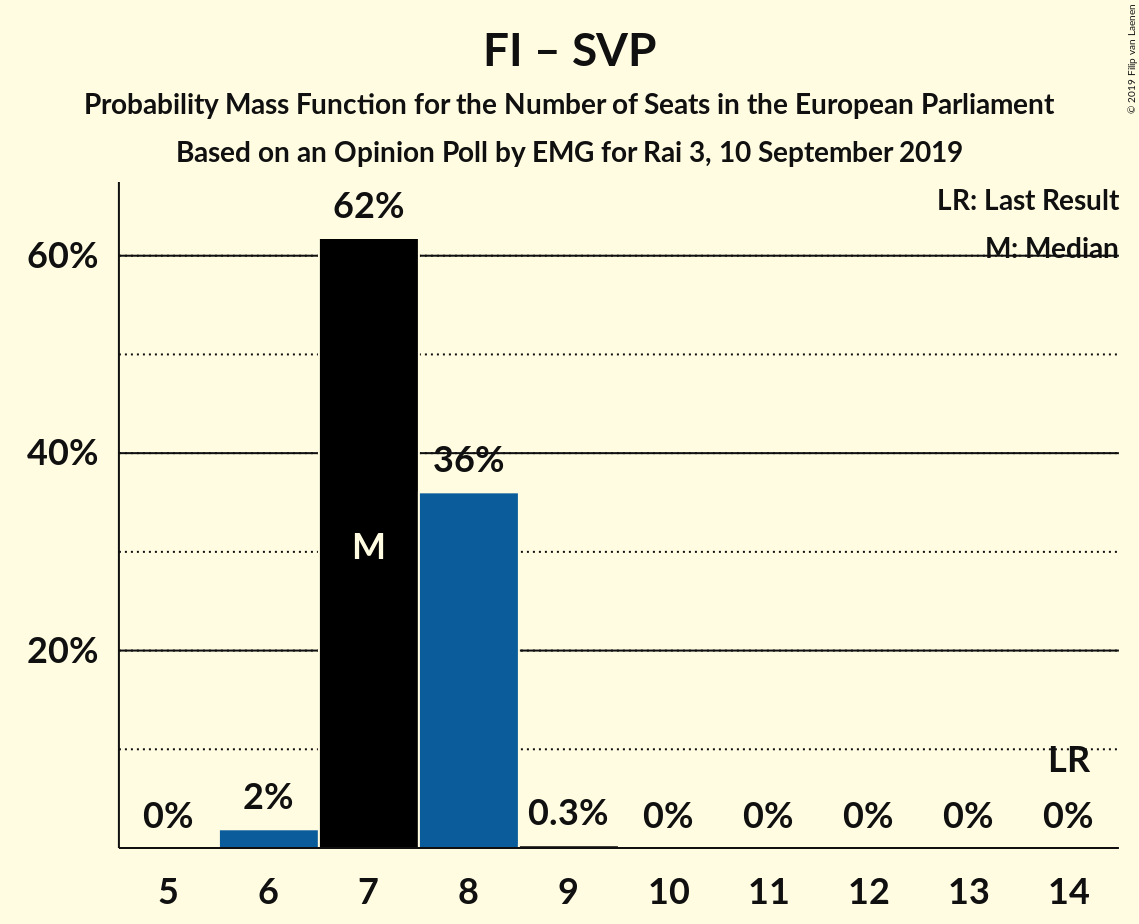 FI – SVP
Probability Mass Function for the Number of Seats in the European Parliament
Based on an Opinion Poll by EMG for Rai 3, 10 September 2019
© 2019 Filip van Laenen
LR: Last Result
M: Median
62%
60%
40%
36%
M
20%
LR
0%
2%
0.3%
0%
0%
0%
0%
0%
5
6
7
8
9
10
11
12
13
14